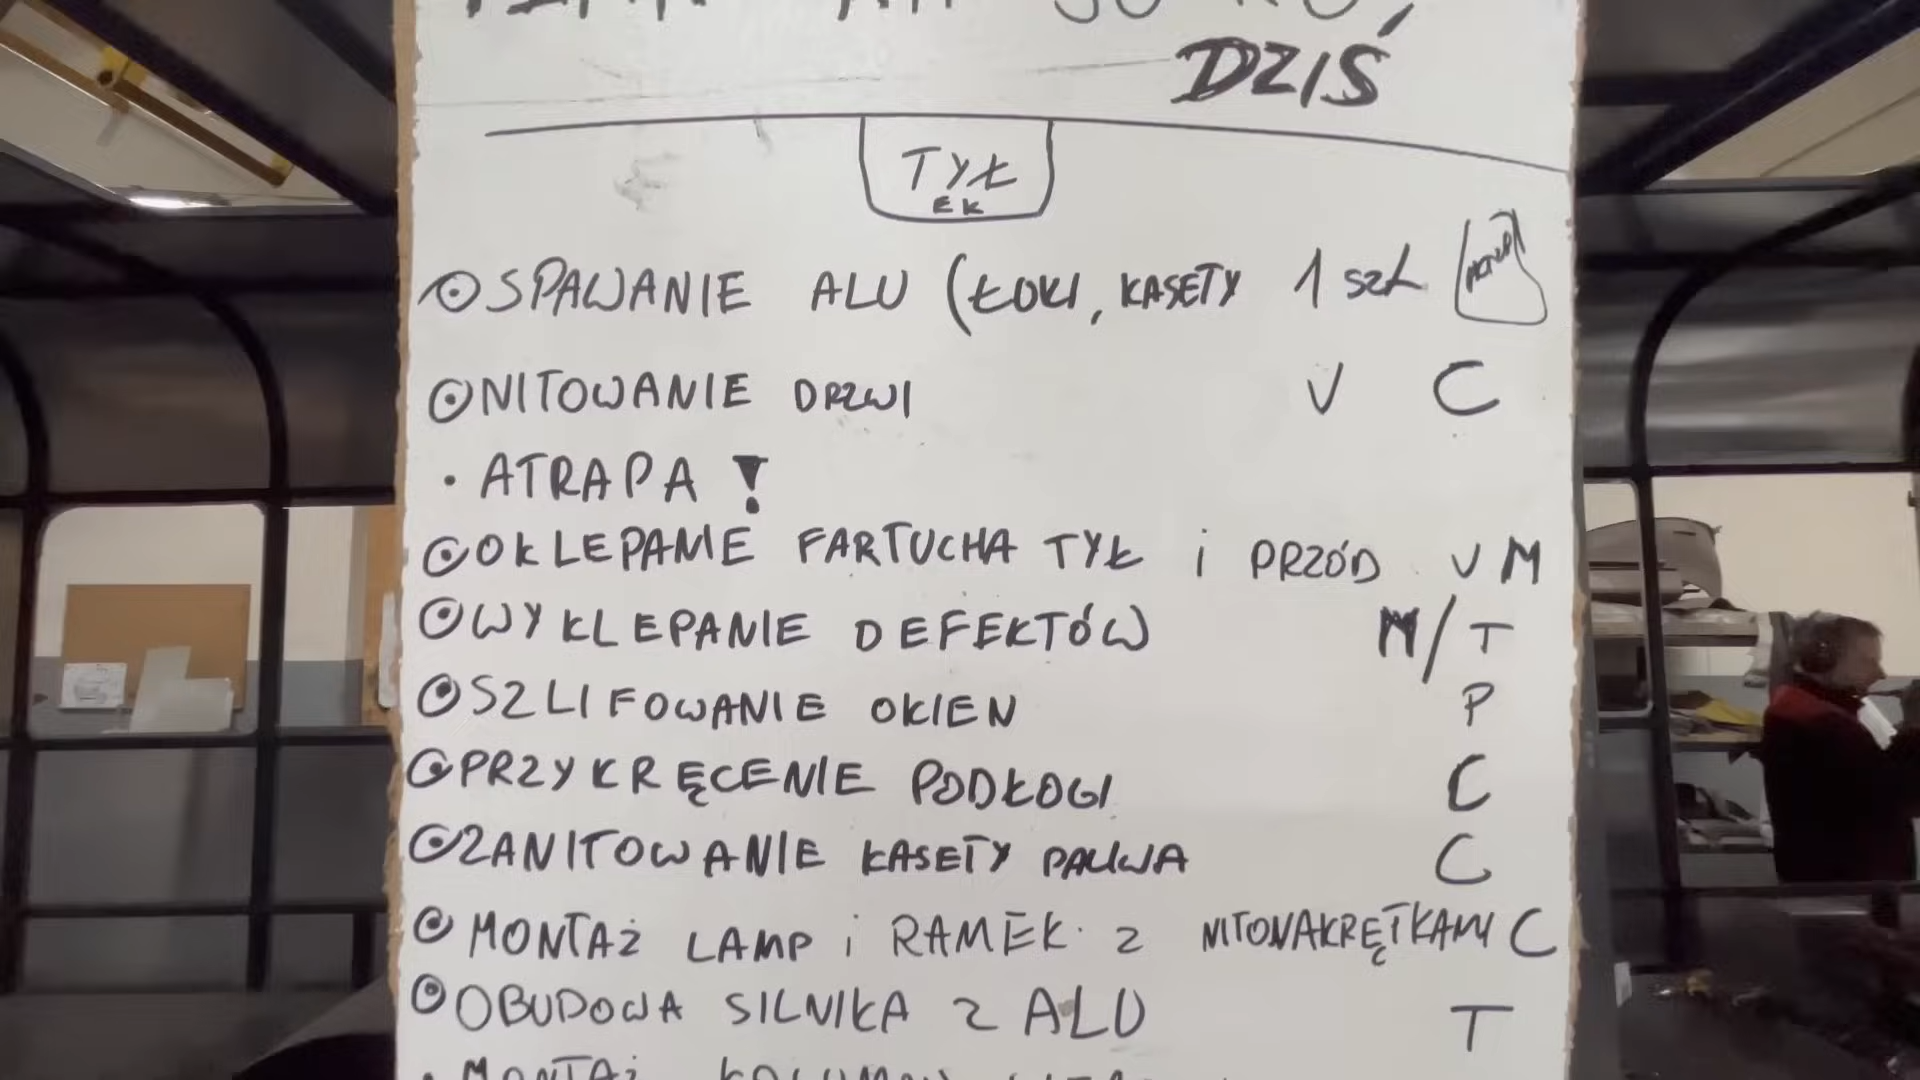 DZIŚ
TYŁ
EK
SPAWANIE ALU (ŁOKI, KASETY 1 szt
NITOWANIE DRZWI V C
• ATRAPA !
OKLEPANIE FARTUCHA TYŁ i PRZÓD V M
WYKLEPANIE DEFEKTÓW M/T
SZLIFOWANIE OKIEN P
PRZYKRĘCENIE PODŁOGI C
ZANITOWANIE KASETY PALIWA C
MONTAŻ LAMP i RAMEK Z NITONAKRĘTKAMI C
OBUDOWA SILNIKA Z ALU T
• MONTAŻ